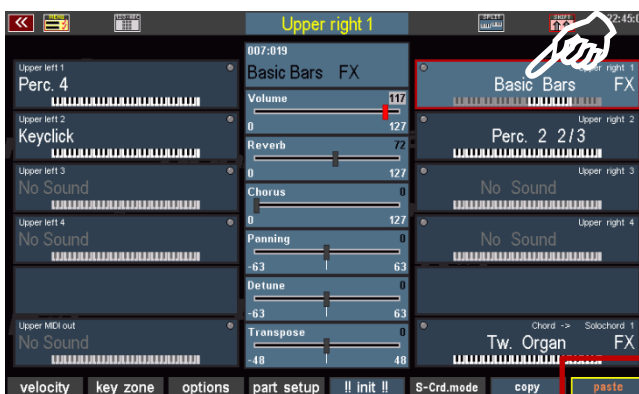 MENU
SPLIT
SHIFT
22:45:0
Upper right 1
007:019
Basic Bars FX
Upper left 1
Perc. 4
Upper left 2
Keyclick
Upper left 3
No Sound
Upper left 4
No Sound
Upper MIDI out
No Sound
Volume 117
0 127
Reverb 72
0 127
Chorus 0
0 127
Panning 0
-63 63
Detune 0
-63 63
Transpose 0
-48 48
Upper right 1
Basic Bars FX
Upper right 2
Perc. 2 2/3
Upper right 3
No Sound
Upper right 4
No Sound
Chord -> Solochord 1
Tw. Organ FX
velocity key zone options part setup !! init !! S-Crd.mode copy paste